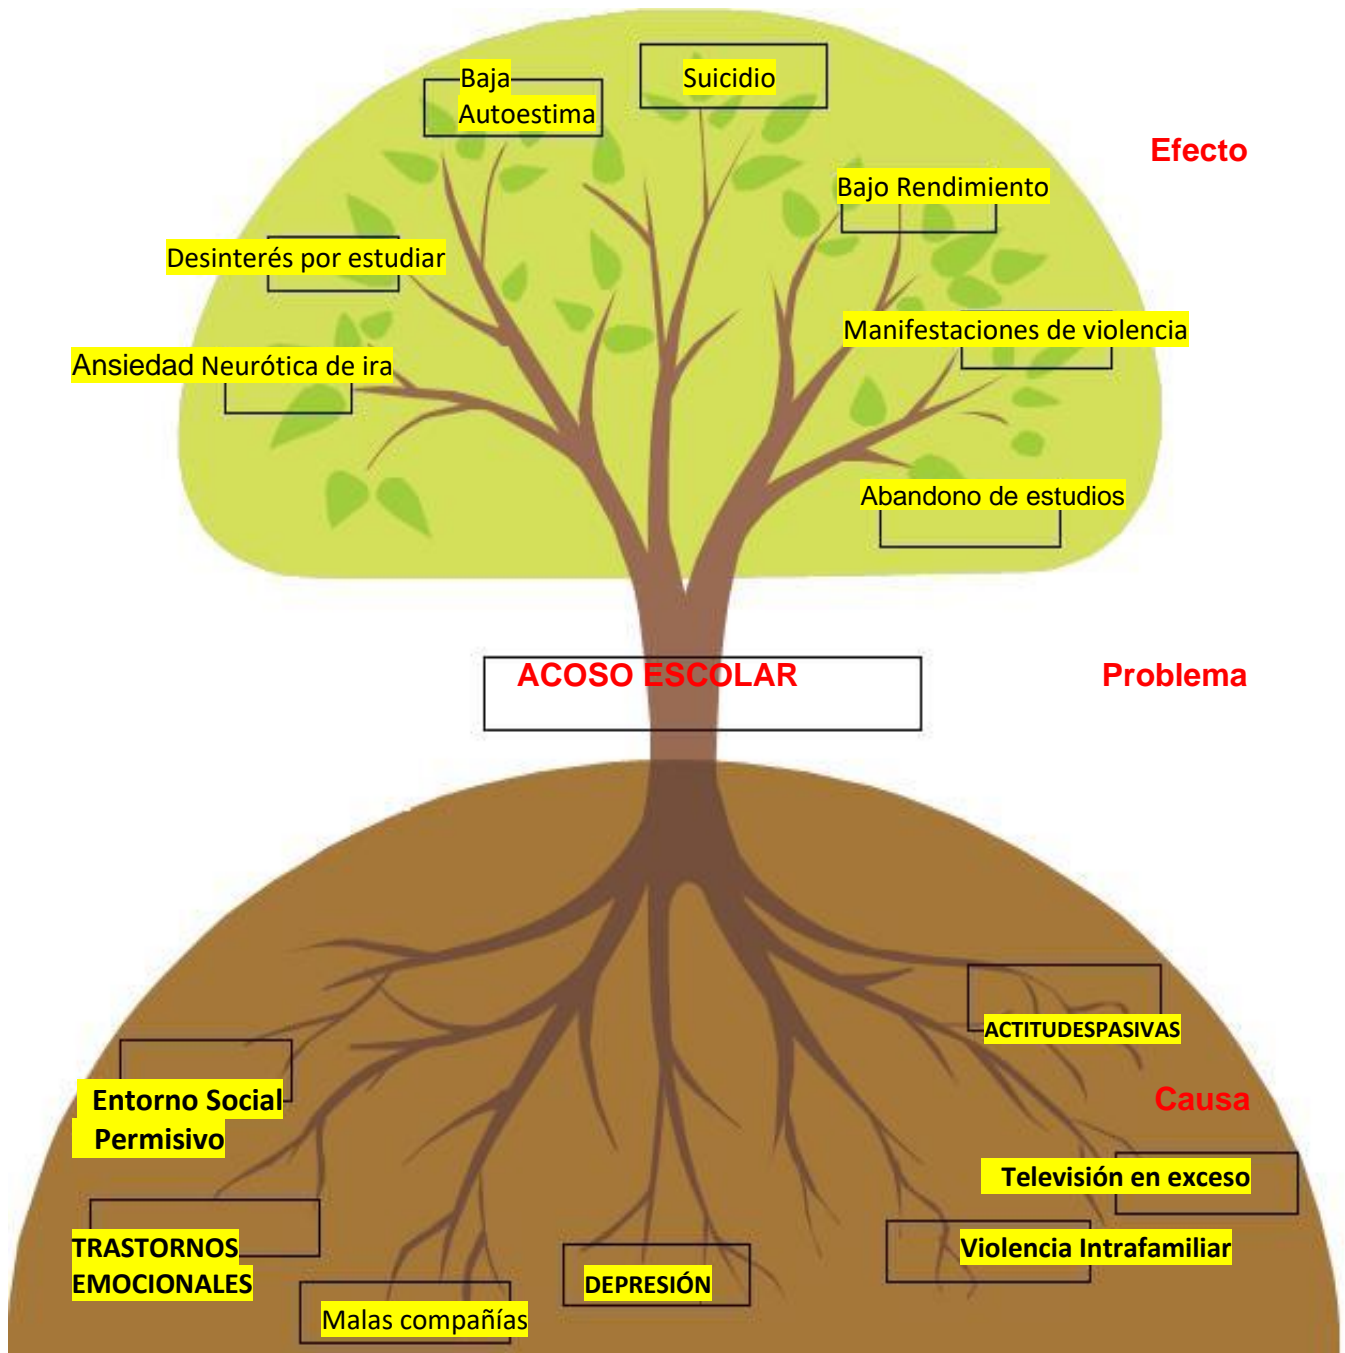 Baja
Autoestima
Suicidio
Efecto
Bajo Rendimiento
Desinterés por estudiar
Manifestaciones de violencia
Ansiedad Neurótica de ira
Abandono de estudios
ACOSO ESCOLAR
Problema
ACTITUDESPASIVAS
Entorno Social
Permisivo
Causa
Televisión en exceso
TRASTORNOS
EMOCIONALES
Violencia Intrafamiliar
DEPRESIÓN
Malas compañías